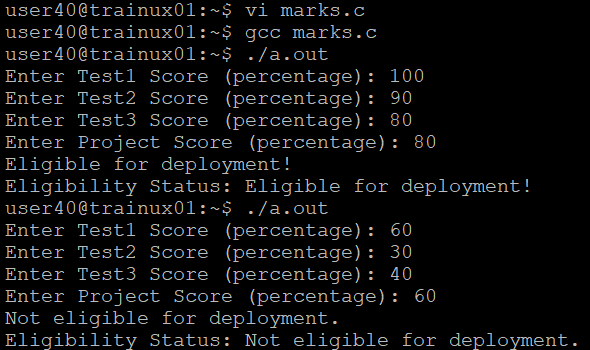 user40@trainux01:~$ vi marks.c
user40@trainux01:~$ gcc marks.c
user40@trainux01:~$ ./a.out
Enter Test1 Score (percentage): 100
Enter Test2 Score (percentage): 90
Enter Test3 Score (percentage): 80
Enter Project Score (percentage): 80
Eligible for deployment!
Eligibility Status: Eligible for deployment!
user40@trainux01:~$ ./a.out
Enter Test1 Score (percentage): 60
Enter Test2 Score (percentage): 30
Enter Test3 Score (percentage): 40
Enter Project Score (percentage): 60
Not eligible for deployment.
Eligibility Status: Not eligible for deployment.